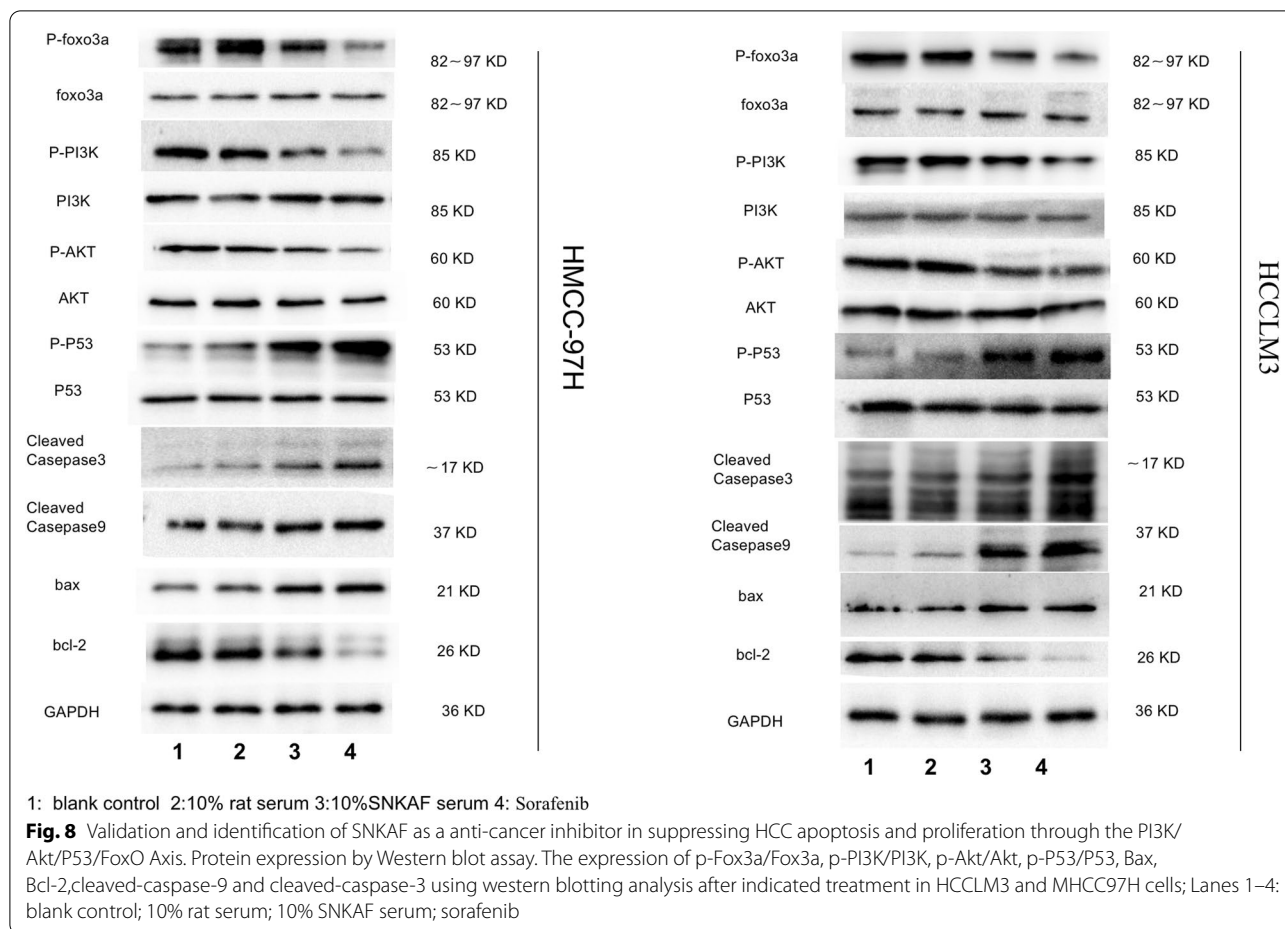 P-foxo3a
82~97 KD
foxo3a
82~97 KD
P-PI3K
85 KD
PI3K
85 KD
P-AKT
60 KD
AKT
60 KD
P-P53
53 KD
P53
53 KD
Cleaved
Casepase3
~17 KD
Cleaved
Casepase9
37 KD
bax
21 KD
bcl-2
26 KD
GAPDH
36 KD
1 2 3 4
HMCC-97H
P-foxo3a
82~97 KD
foxo3a
82~97 KD
P-PI3K
85 KD
PI3K
85 KD
P-AKT
60 KD
AKT
60 KD
P-P53
53 KD
P53
53 KD
Cleaved
Casepase3
~17 KD
Cleaved
Casepase9
37 KD
bax
21 KD
bcl-2
26 KD
GAPDH
36 KD
1 2 3 4
HCCLM3
1: blank control 2:10% rat serum 3:10%SNKAF serum 4: Sorafenib
Fig. 8 Validation and identification of SNKAF as a anti-cancer inhibitor in suppressing HCC apoptosis and proliferation through the PI3K/
Akt/P53/FoxO Axis. Protein expression by Western blot assay. The expression of p-Fox3a/Fox3a, p-PI3K/PI3K, p-Akt/Akt, p-P53/P53, Bax,
Bcl-2,cleaved-caspase-9 and cleaved-caspase-3 using western blotting analysis after indicated treatment in HCCLM3 and MHCC97H cells; Lanes 1–4:
blank control; 10% rat serum; 10% SNKAF serum; sorafenib